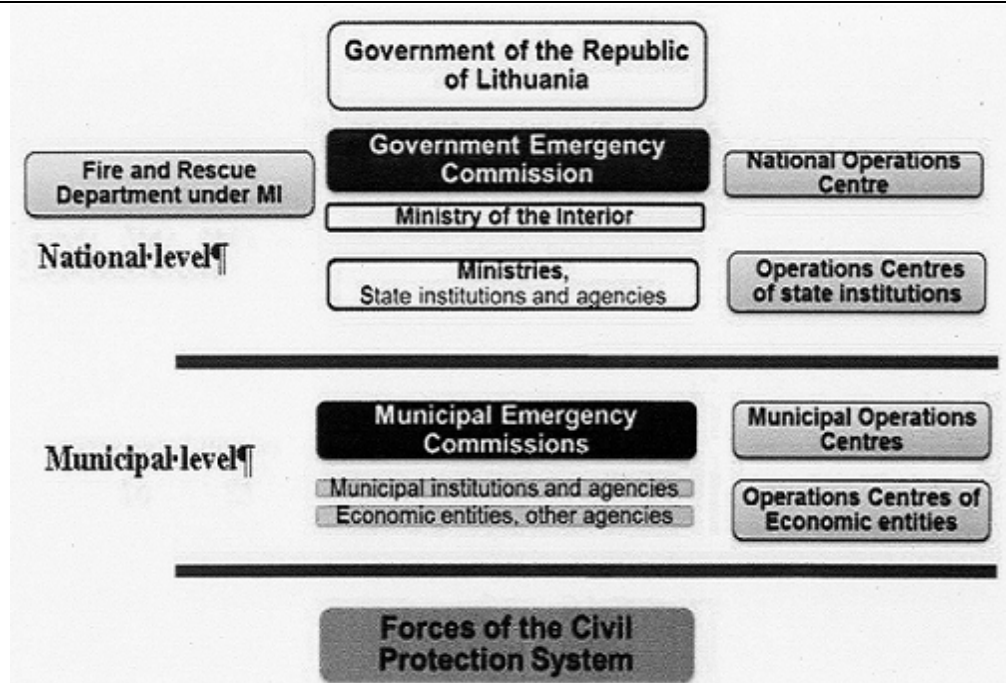 Government of the Republic
of Lithuania
Government Emergency
Commission
Fire and Rescue
Department under MI
National Operations
Centre
Ministry of the Interior
National·level¶
Ministries,
State institutions and agencies
Operations Centres
of state institutions
Municipal Emergency
Commissions
Municipal Operations
Centres
Municipal·level¶
Municipal institutions and agencies
Economic entities, other agencies
Operations Centres of
Economic entities
Forces of the Civil
Protection System